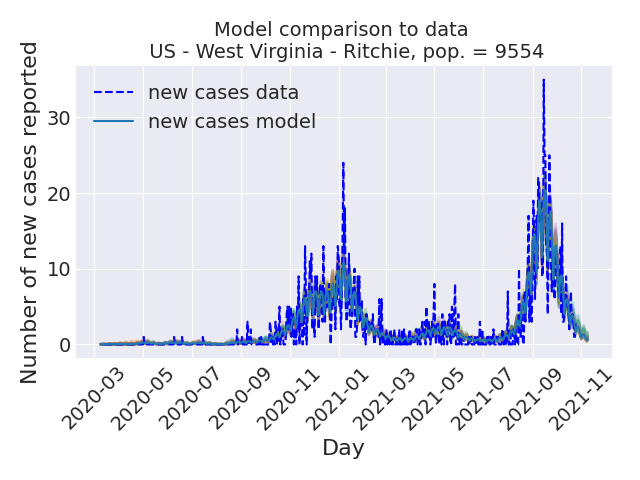 Model comparison to data
US - West Virginia - Ritchie, pop. = 9554
Number of new cases reported
30
20
10
0
new cases data
new cases model
2020-03
2020-05
2020-07
2020-09
2020-11
2021-01
2021-03
2021-05
2021-07
2021-09
2021-11
Day